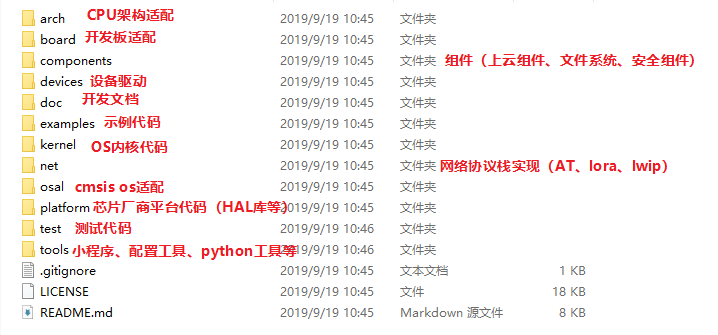 arch CPU架构适配 2019/9/19 10:45 文件夹
board 开发板适配 2019/9/19 10:45 文件夹
components 2019/9/19 10:45 文件夹 组件（上云组件、文件系统、安全组件）
devices 设备驱动 2019/9/19 10:45 文件夹
doc 开发文档 2019/9/19 10:45 文件夹
examples 示例代码 2019/9/19 10:45 文件夹
kernel OS内核代码 2019/9/19 10:45 文件夹
net 2019/9/19 10:45 文件夹 网络协议栈实现（AT、lora、lwip）
osal cmsis os适配 2019/9/19 10:45 文件夹
platform 芯片厂商平台代码（HAL库等） 2019/9/19 10:45 文件夹
test 测试代码 2019/9/19 10:46 文件夹
tools 小程序、配置工具、python工具等 2019/9/19 10:46 文件夹
.gitignore 2019/9/19 10:45 文本文档 1 KB
LICENSE 2019/9/19 10:45 文件 18 KB
README.md 2019/9/19 10:45 Markdown 源文件 8 KB